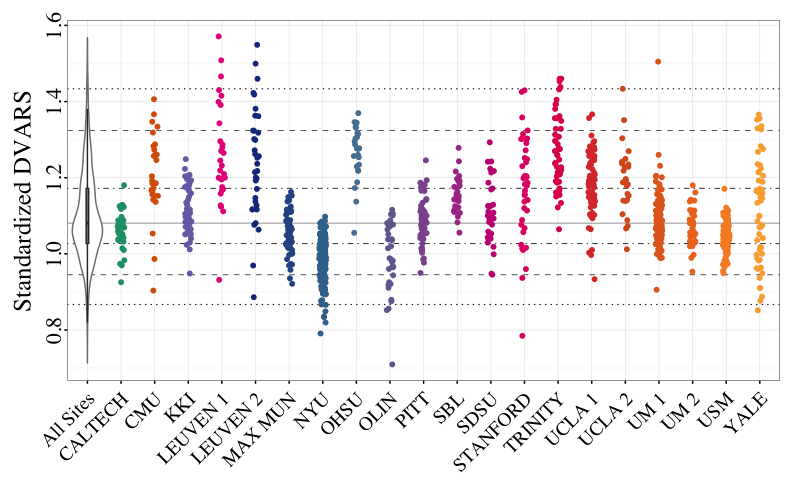 Standardized DVARS
1.6
1.4
1.2
1.0
0.8
All Sites
CALTECH
CMU
KKI
LEUVEN 1
LEUVEN 2
MAX MUN
NYU
OHSU
OLIN
PITT
SBL
SDSU
STANFORD
TRINITY
UCLA 1
UCLA 2
UM 1
UM 2
USM
YALE